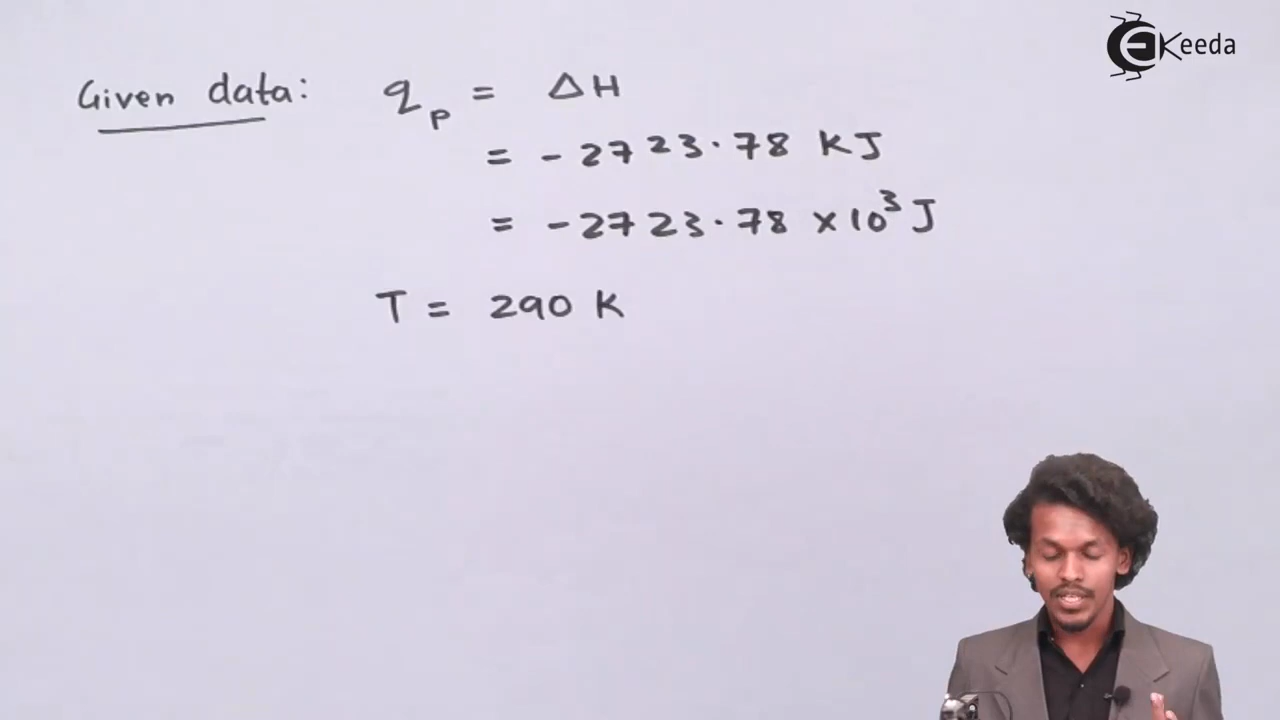 Keeda
Given data: qp = ΔH
= -2723.78 KJ
= -2723.78 ×10³ J
T = 290 K